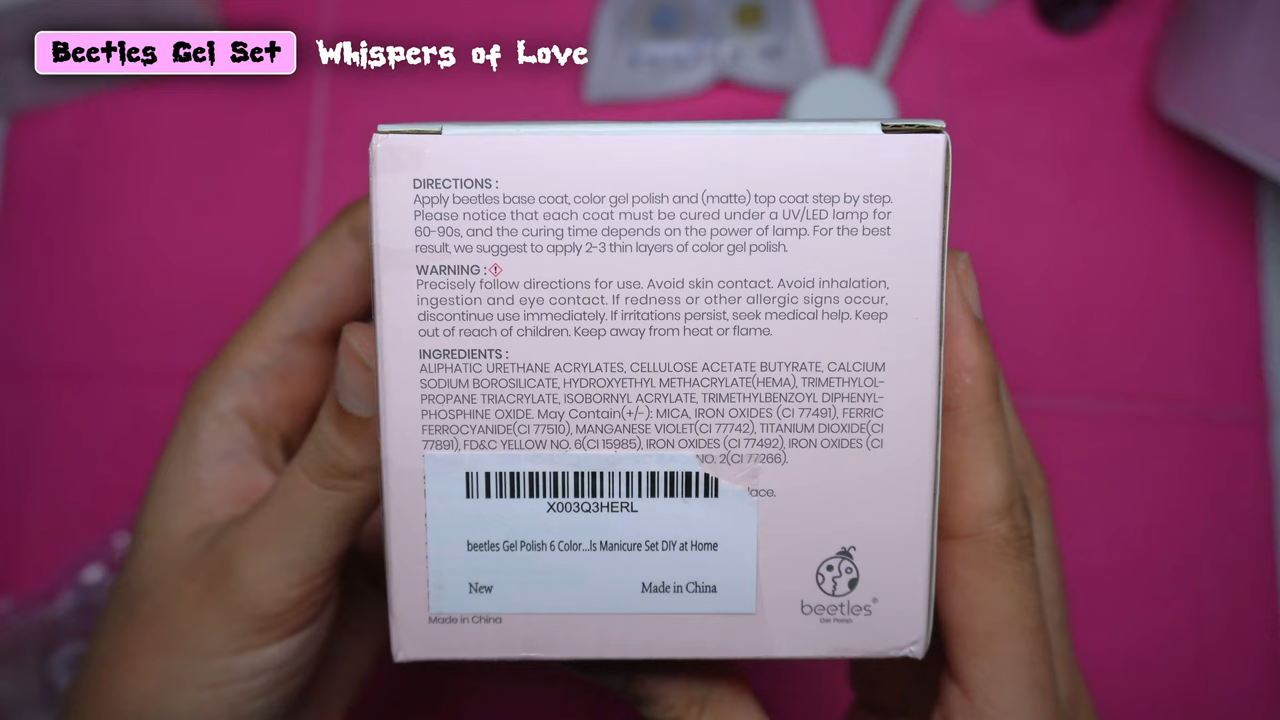 Beetles Gel Set Whispers of Love
DIRECTIONS :
Apply beetles base coat, color gel polish and (matte) top coat step by step.
Please notice that each coat must be cured under a UV/LED lamp for
60-90s, and the curing time depends on the power of lamp. For the best
result, we suggest to apply 2-3 thin layers of color gel polish.
WARNING :
Precisely follow directions for use. Avoid skin contact. Avoid inhalation,
ingestion and eye contact. If redness or other allergic signs occur,
discontinue use immediately. If irritations persist, seek medical help. Keep
out of reach of children. Keep away from heat or flame.
INGREDIENTS :
ALIPHATIC URETHANE ACRYLATES, CELLULOSE ACETATE BUTYRATE, CALCIUM
SODIUM BOROSILICATE, HYDROXYETHYL METHACRYLATE(HEMA), TRIMETHYLOL-
PROPANE TRIACRYLATE, ISOBORNYL ACRYLATE, TRIMETHYLBENZOYL DIPHENYL-
PHOSPHINE OXIDE. May Contain(+/-): MICA, IRON OXIDES (CI 77491), FERRIC
FERROCYANIDE(CI 77510), MANGANESE VIOLET(CI 77742), TITANIUM DIOXIDE(CI
77891), FD&C YELLOW NO. 6(CI 15985), IRON OXIDES (CI 77492), IRON OXIDES (CI
NO. 2(CI 77266).
X003Q3HERL
beetles Gel Polish 6 Color...ls Manicure Set DIY at Home
New Made in China
Made in China
beetles®
Gel Polish